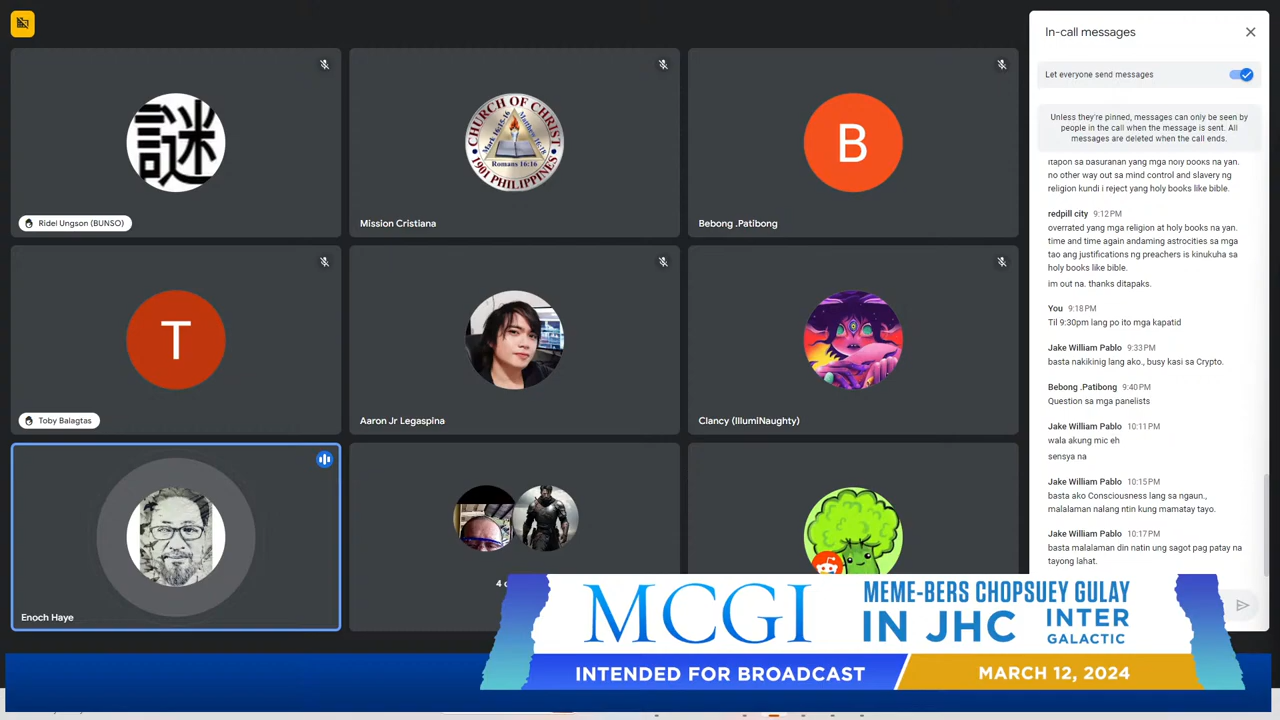 謎
Ridel Ungson (BUNSO)
CHURCH OF CHRIST
Romans 16:16
1901 PHILIPPINES
Mission Cristiana
B
Bebong .Patibong
T
Toby Balagtas
Aaron Jr Legaspina
Clancy (IllumiNaughty)
Enoch Haye
In-call messages
Let everyone send messages
Unless they're pinned, messages can only be seen by
people in the call when the message is sent. All
messages are deleted when the call ends.
itapon sa basuranan yang mga holy books na yan.
no other way out sa mind control and slavery ng
religion kundi i reject yang holy books like bible.
redpill city 9:12 PM
overrated yang mga religion at holy books na yan.
time and time again andaming astrocities sa mga
tao ang justifications ng preachers is kinukuha sa
holy books like bible.
im out na. thanks ditapaks.
You 9:18 PM
Til 9:30pm lang po ito mga kapatid
Jake William Pablo 9:33 PM
basta nakikinig lang ako., busy kasi sa Crypto.
Bebong .Patibong 9:40 PM
Question sa mga panelists
Jake William Pablo 10:11 PM
wala akung mic eh
sensya na
Jake William Pablo 10:15 PM
basta ako Consciousness lang sa ngaun.,
malalaman nalang ntin kung mamatay tayo.
Jake William Pablo 10:17 PM
basta malalaman din natin ung sagot pag patay na
tayong lahat.
MCGI
MEME-BERS CHOPSUEY GULAY
IN JHC INTER
GALACTIC
INTENDED FOR BROADCAST
MARCH 12, 2024